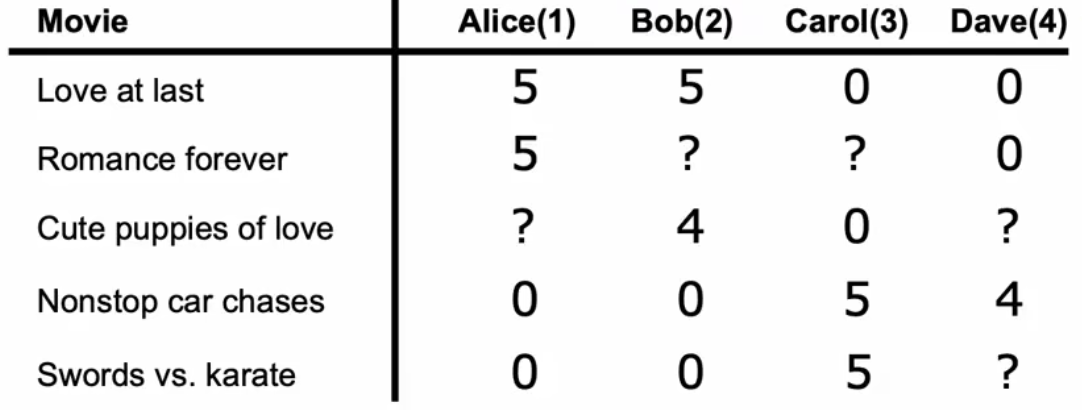 Movie Alice(1) Bob(2) Carol(3) Dave(4)
Love at last 5 5 0 0
Romance forever 5 ? ? 0
Cute puppies of love ? 4 0 ?
Nonstop car chases 0 0 5 4
Swords vs. karate 0 0 5 ?